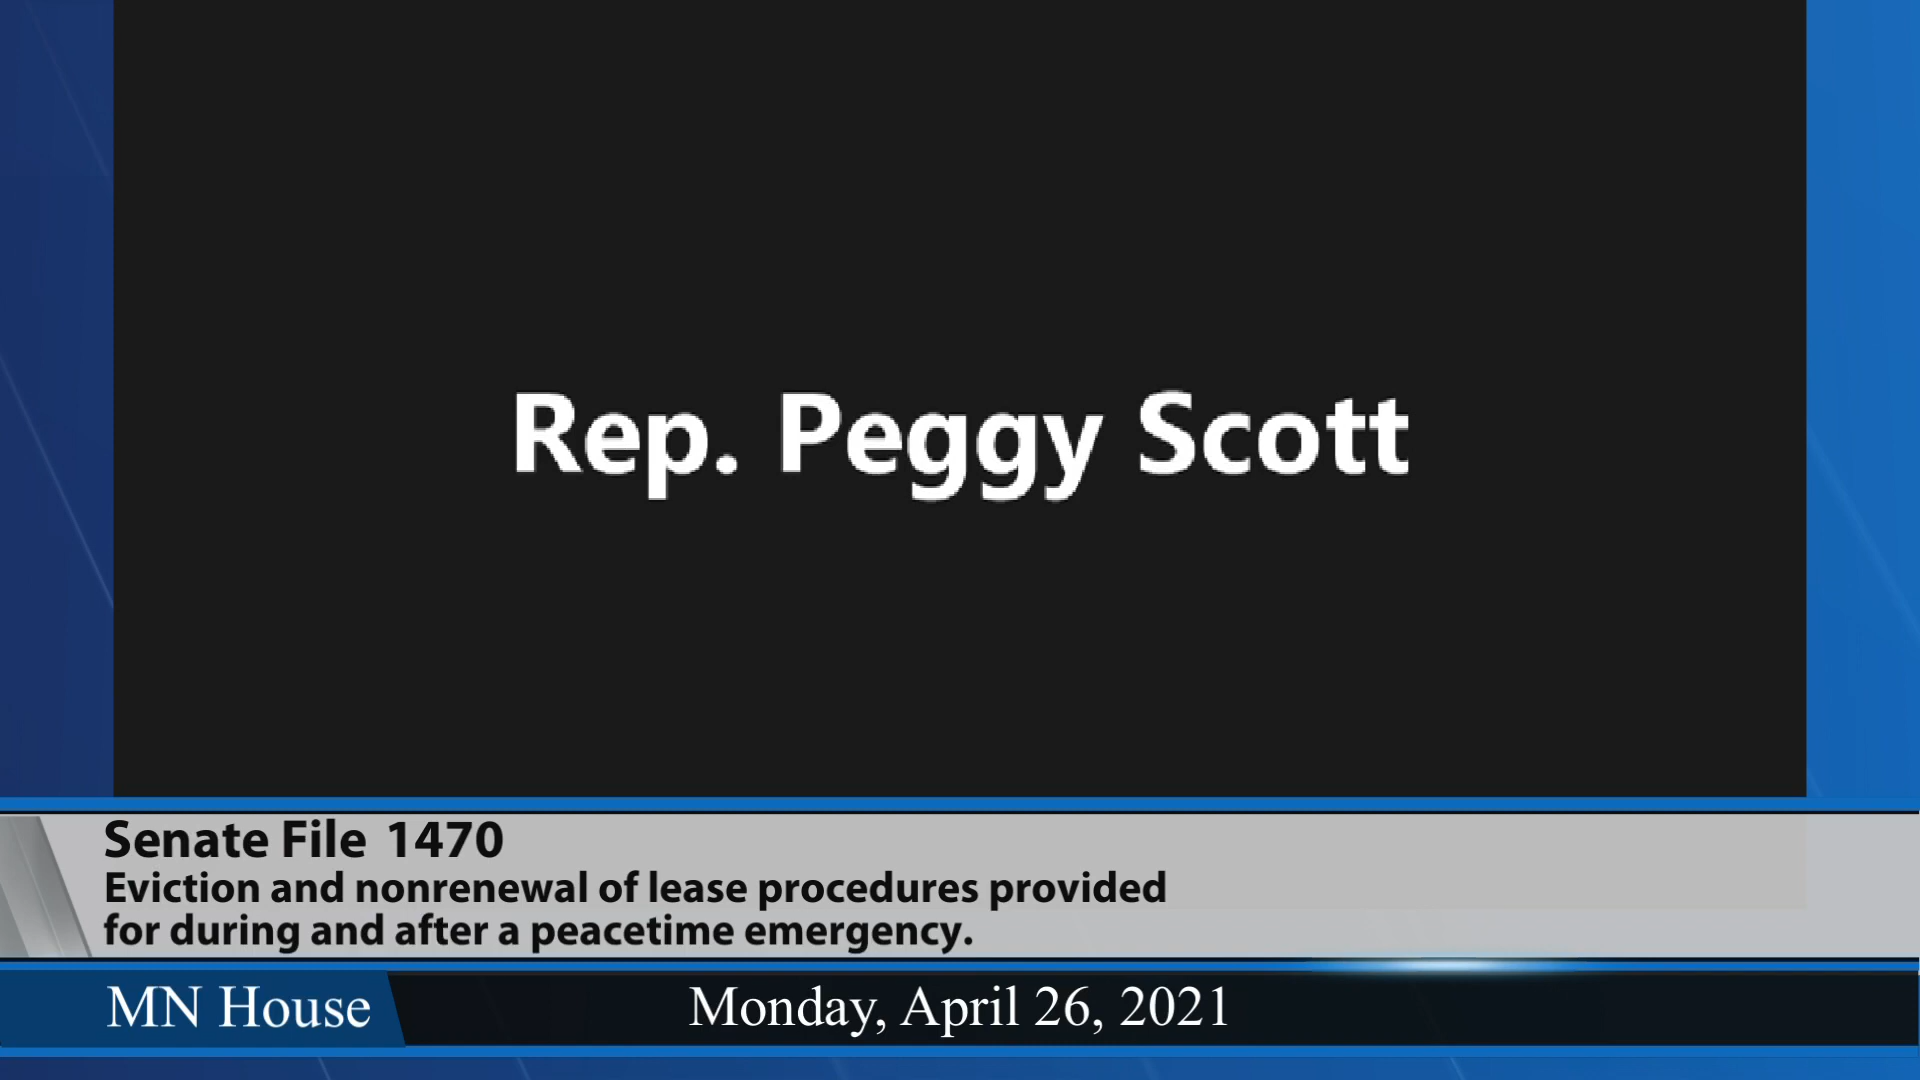 Rep. Peggy Scott
Senate File 1470
Eviction and nonrenewal of lease procedures provided
for during and after a peacetime emergency.
MN House
Monday, April 26, 2021